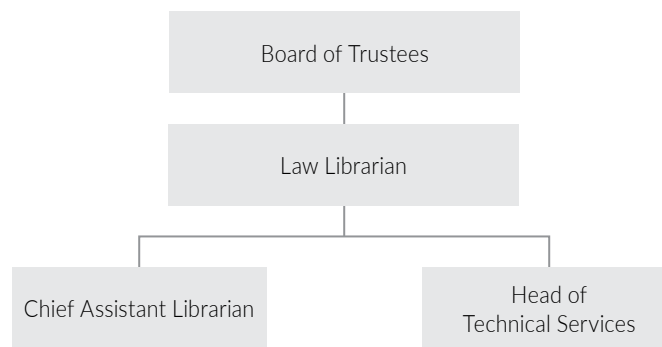 Board of Trustees
Law Librarian
Chief Assistant Librarian
Head of
Technical Services